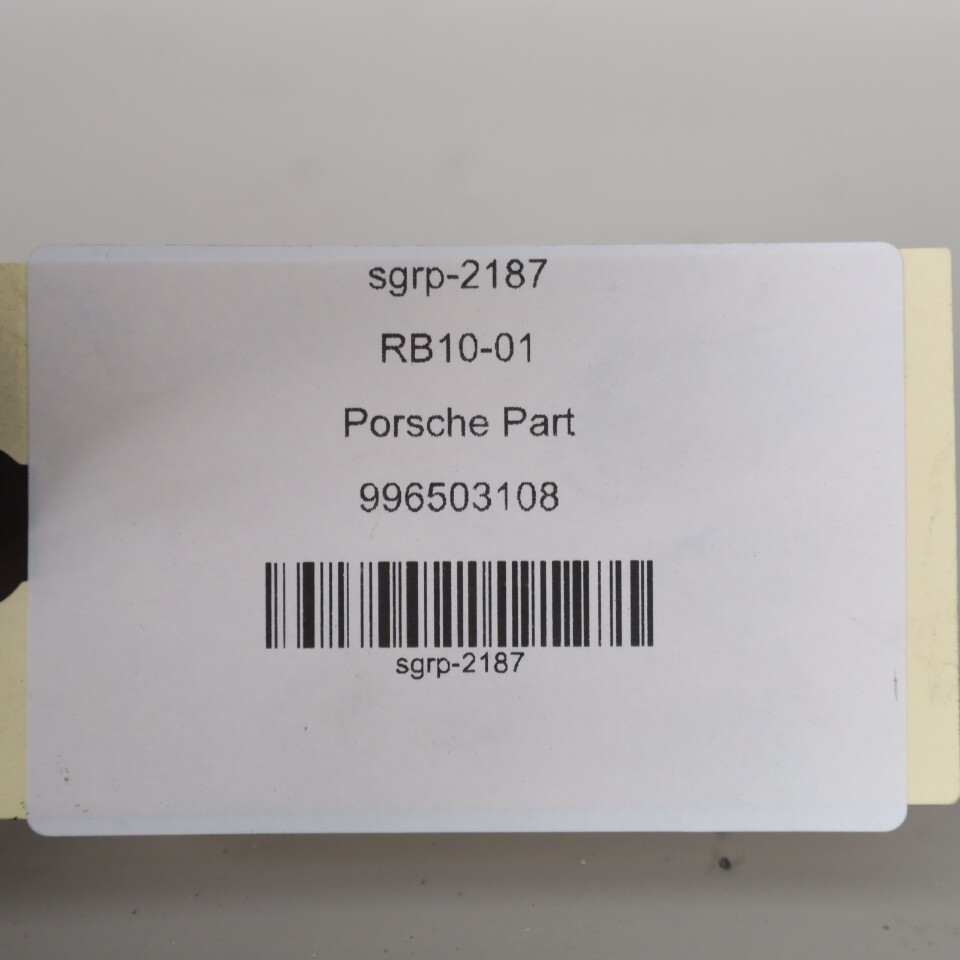 sgrp-2187
RB10-01
Porsche Part
996503108
sgrp-2187